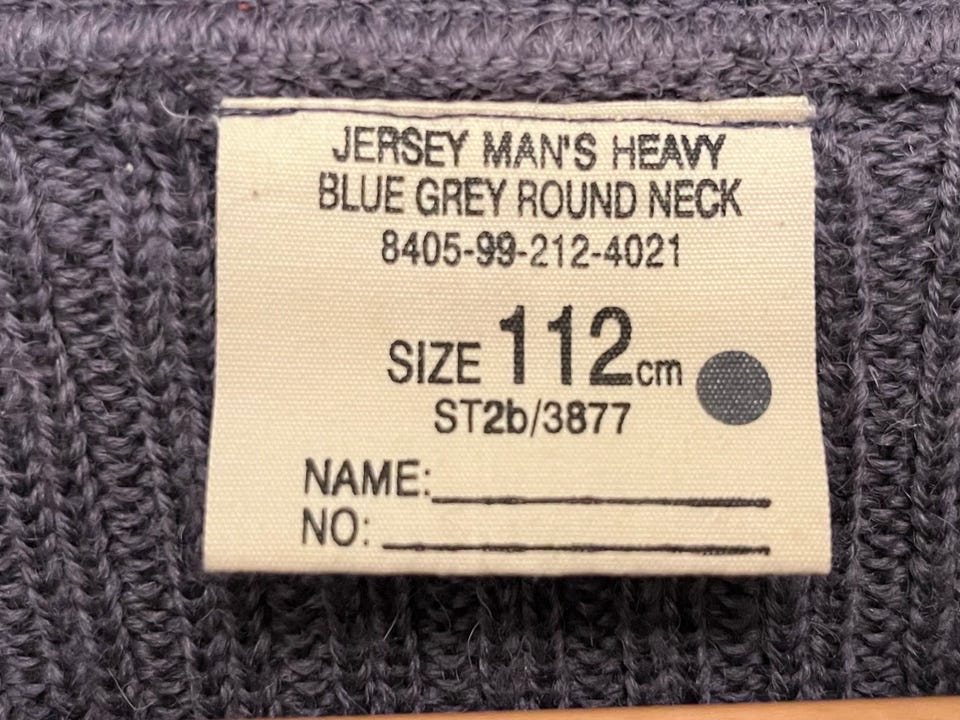 JERSEY MAN'S HEAVY
BLUE GREY ROUND NECK
8405-99-212-4021
SIZE 112cm
ST2b/3877
NAME:
NO: